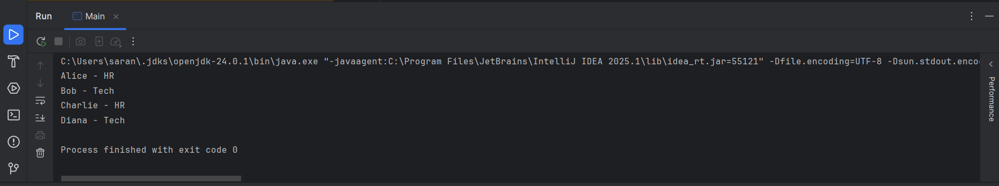 Run Main
C:\Users\saran\.jdks\openjdk-24.0.1\bin\java.exe "-javaagent:C:\Program Files\JetBrains\IntelliJ IDEA 2025.1\lib\idea_rt.jar=55121" -Dfile.encoding=UTF-8 -Dsun.stdout.enco
Alice - HR
Bob - Tech
Charlie - HR
Diana - Tech
Process finished with exit code 0
Performance